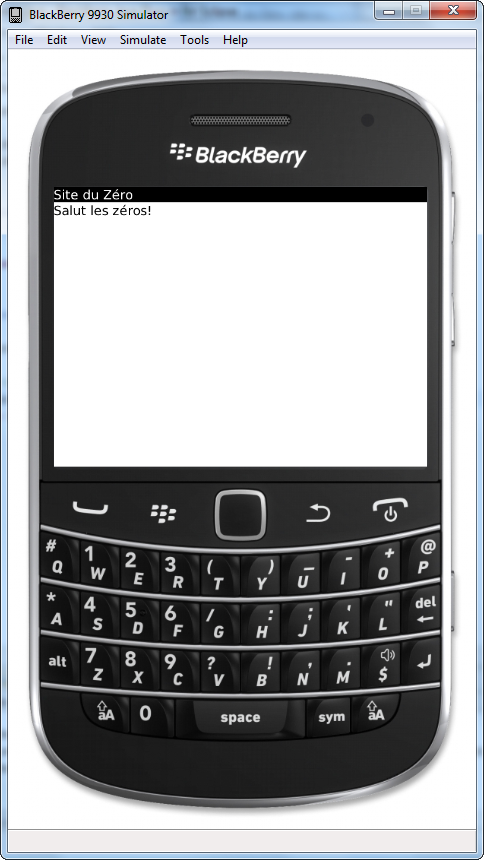 BlackBerry 9930 Simulator
File Edit View Simulate Tools Help
BlackBerry
Site du Zéro
Salut les zéros!
# Q 1 W 2 E 3 R ( T ) Y _ U - I + O @ P
* A 4 S 5 D 6 F / G : H ; J ' K " L del
alt 7 Z 8 X 9 C ? V ! B , N . M $
aA 0 space sym aA